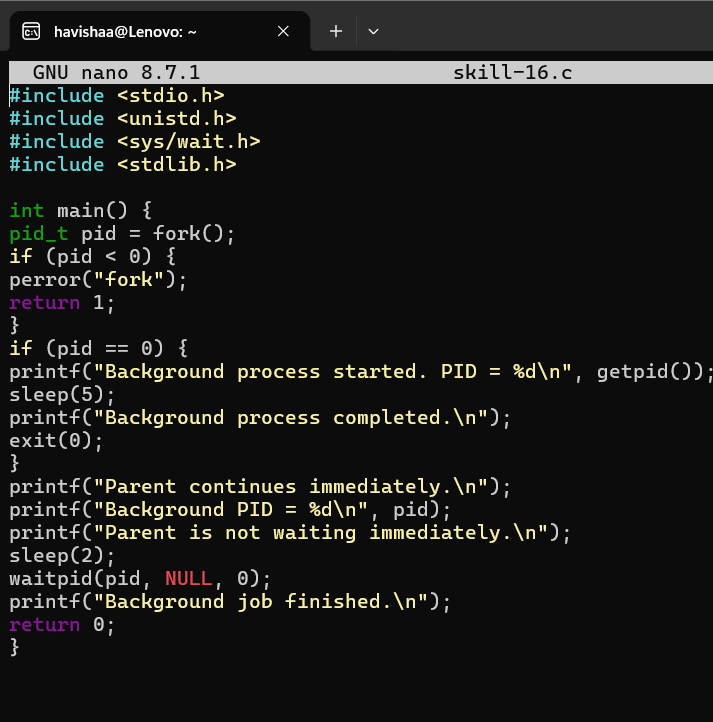 havishaa@Lenovo: ~
GNU nano 8.7.1 skill-16.c
#include <stdio.h>
#include <unistd.h>
#include <sys/wait.h>
#include <stdlib.h>
int main() {
pid_t pid = fork();
if (pid < 0) {
perror("fork");
return 1;
}
if (pid == 0) {
printf("Background process started. PID = %d\n", getpid());
sleep(5);
printf("Background process completed.\n");
exit(0);
}
printf("Parent continues immediately.\n");
printf("Background PID = %d\n", pid);
printf("Parent is not waiting immediately.\n");
sleep(2);
waitpid(pid, NULL, 0);
printf("Background job finished.\n");
return 0;
}